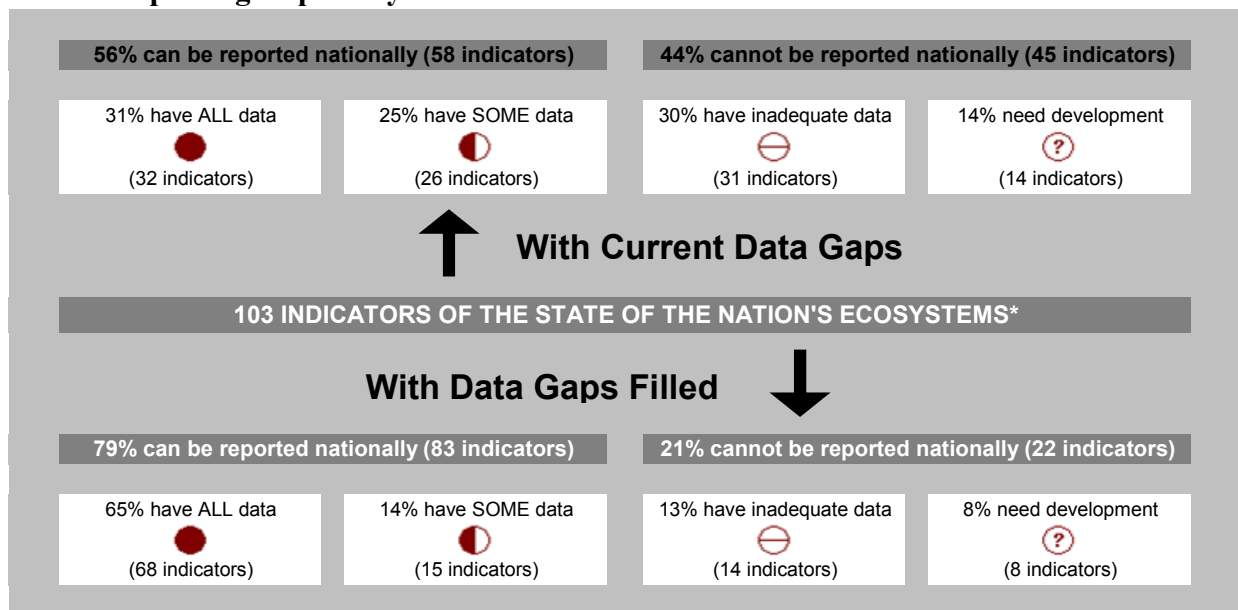 56% can be reported nationally (58 indicators)
44% cannot be reported nationally (45 indicators)
31% have ALL data
(32 indicators)
25% have SOME data
(26 indicators)
30% have inadequate data
?
(31 indicators)
14% need development
(14 indicators)
With Current Data Gaps
103 INDICATORS OF THE STATE OF THE NATION'S ECOSYSTEMS*
With Data Gaps Filled
79% can be reported nationally (83 indicators)
21% cannot be reported nationally (22 indicators)
65% have ALL data
(68 indicators)
14% have SOME data
(15 indicators)
13% have inadequate data
(14 indicators)
8% need development
?
(8 indicators)